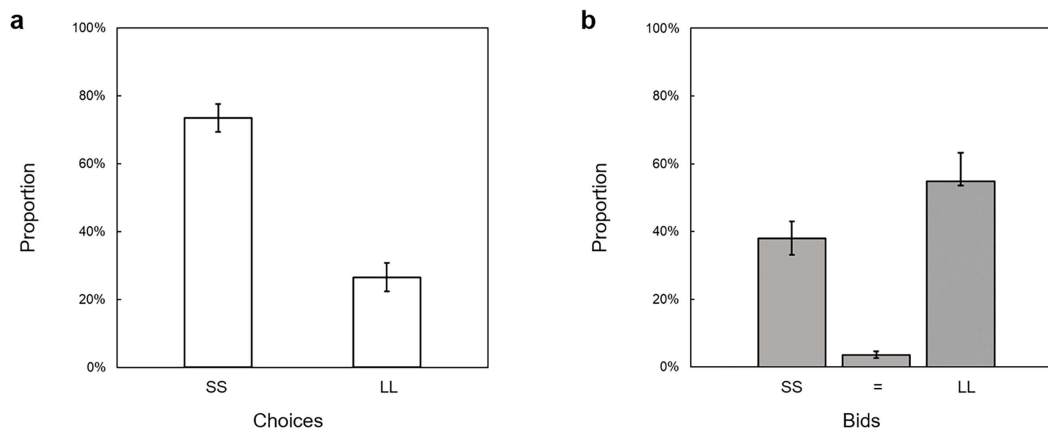 a
100%
80%
60%
40%
20%
0%
Proportion
SS LL
Choices
b
100%
80%
60%
40%
20%
0%
Proportion
SS = LL
Bids